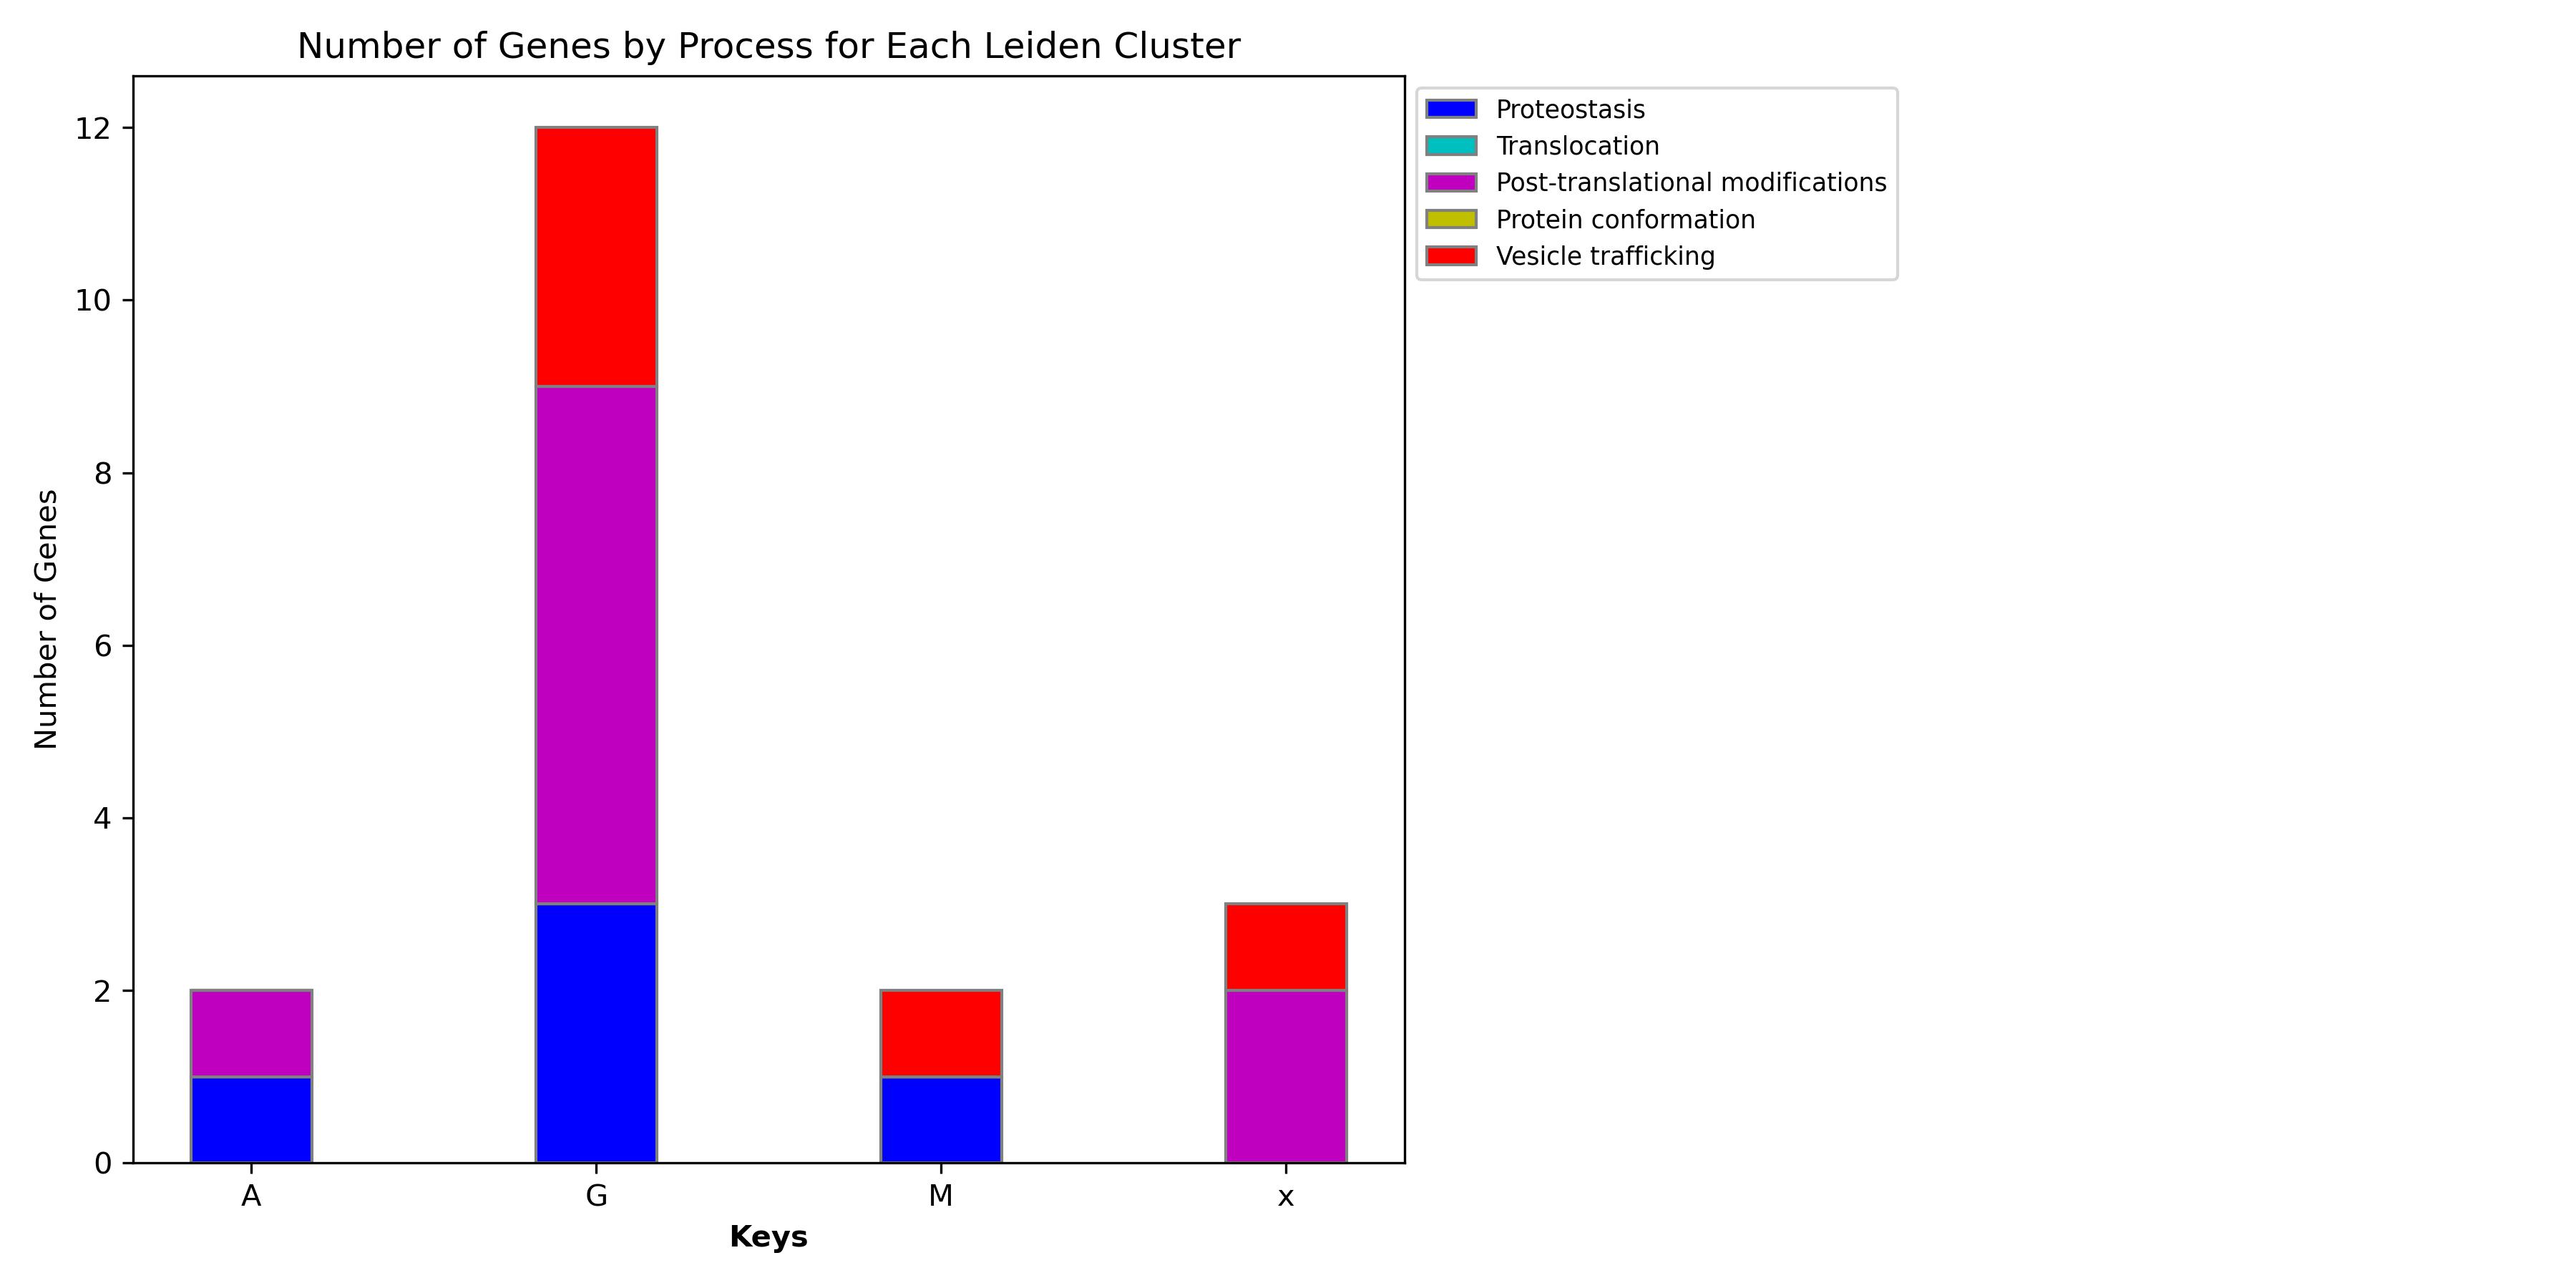 Number of Genes by Process for Each Leiden Cluster
Proteostasis
Translocation
Post-translational modifications
Protein conformation
Vesicle trafficking
Number of Genes
12
10
8
6
4
2
0
A G M x
Keys